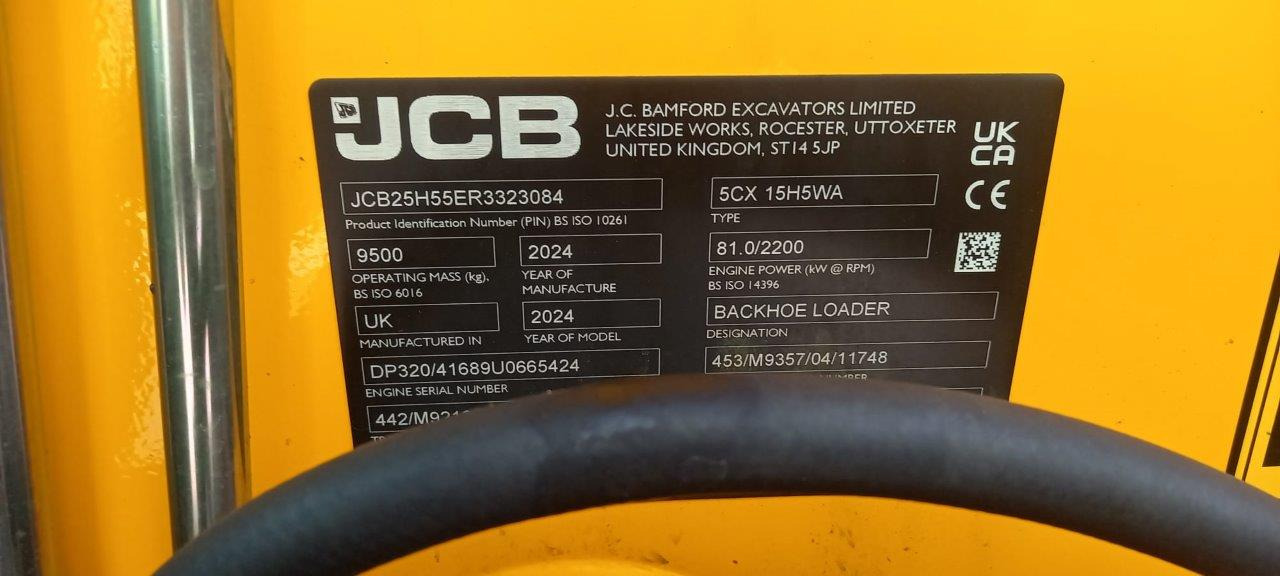 JCB
J.C. BAMFORD EXCAVATORS LIMITED
LAKESIDE WORKS, ROCESTER, UTTOXETER
UNITED KINGDOM, ST14 5JP
UK
CA
CE
JCB25H55ER3323084
Product Identification Number (PIN) BS ISO 10261
5CX 15H5WA
TYPE
9500
OPERATING MASS (kg),
BS ISO 6016
2024
YEAR OF
MANUFACTURE
81.0/2200
ENGINE POWER (kW @ RPM)
BS ISO 14396
UK
MANUFACTURED IN
2024
YEAR OF MODEL
BACKHOE LOADER
DESIGNATION
DP320/41689U0665424
ENGINE SERIAL NUMBER
453/M9357/04/11748